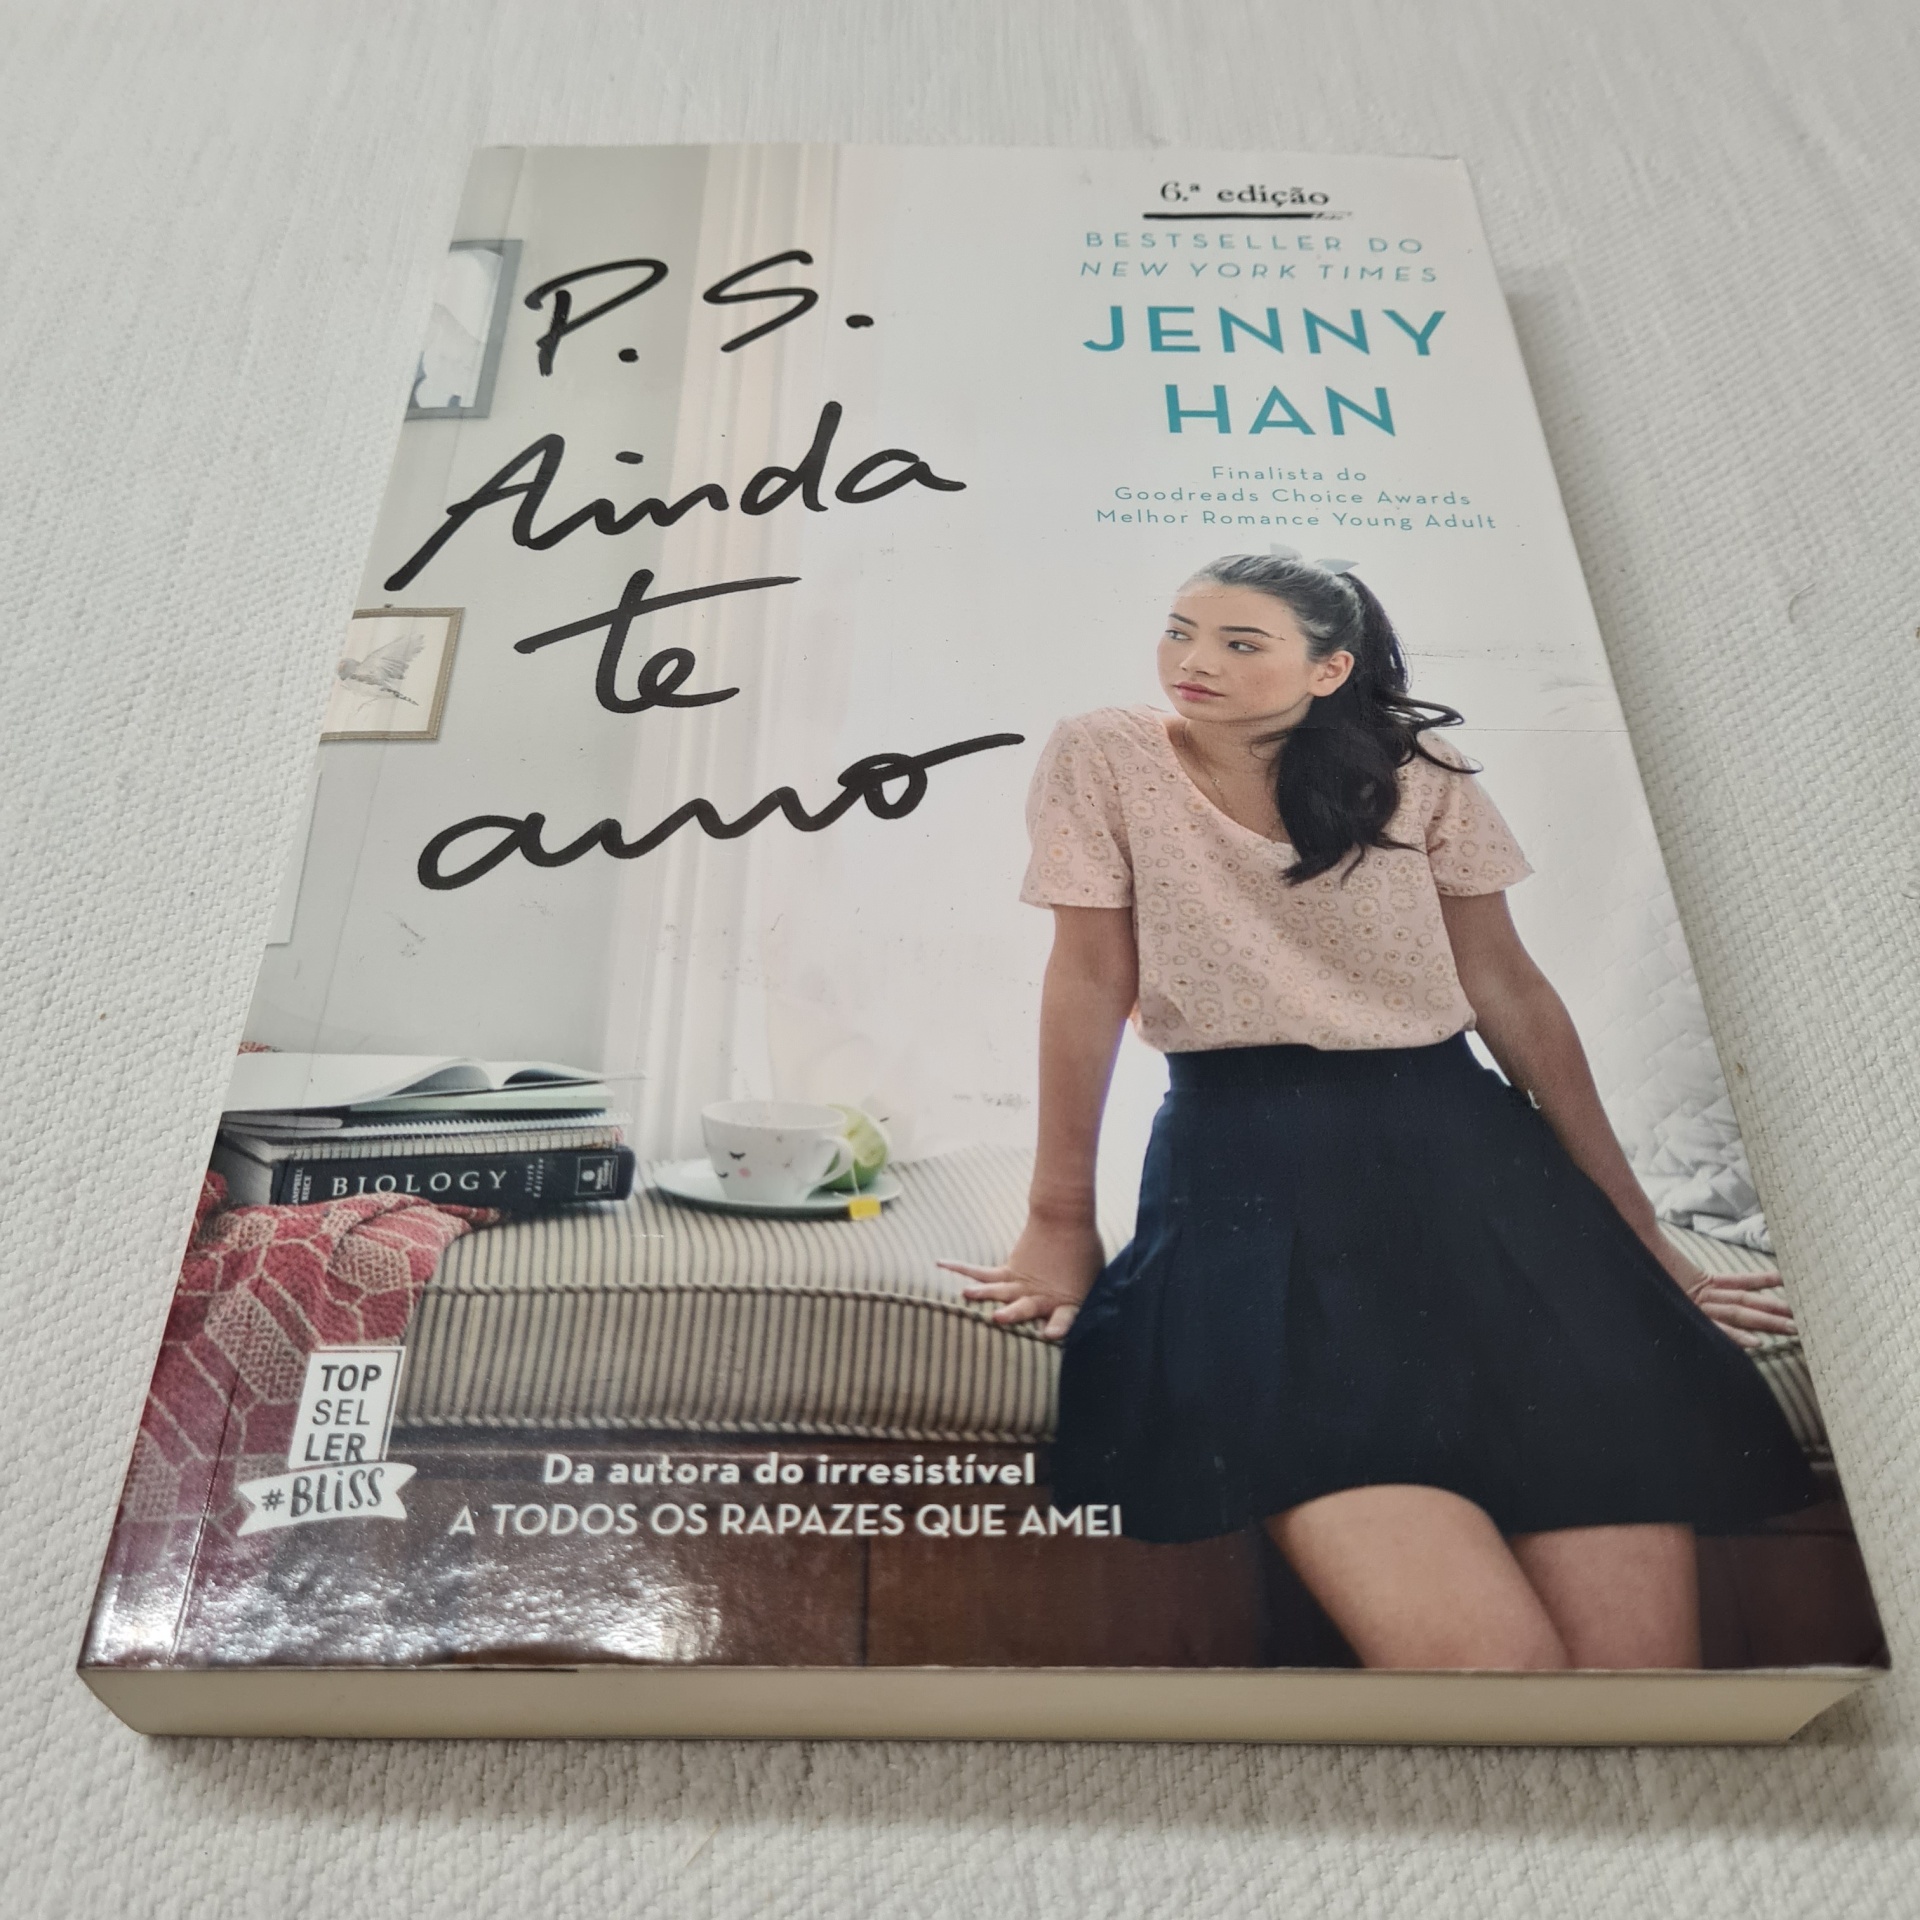 6.ª edição
BESTSELLER DO
NEW YORK TIMES
JENNY
HAN
Finalista do
Goodreads Choice Awards
Melhor Romance Young Adult
P. S.
Ainda
te
amo
BIOLOGY
TOP
SEL
LER
#BLiSS
Da autora do irresistível
A TODOS OS RAPAZES QUE AMEI